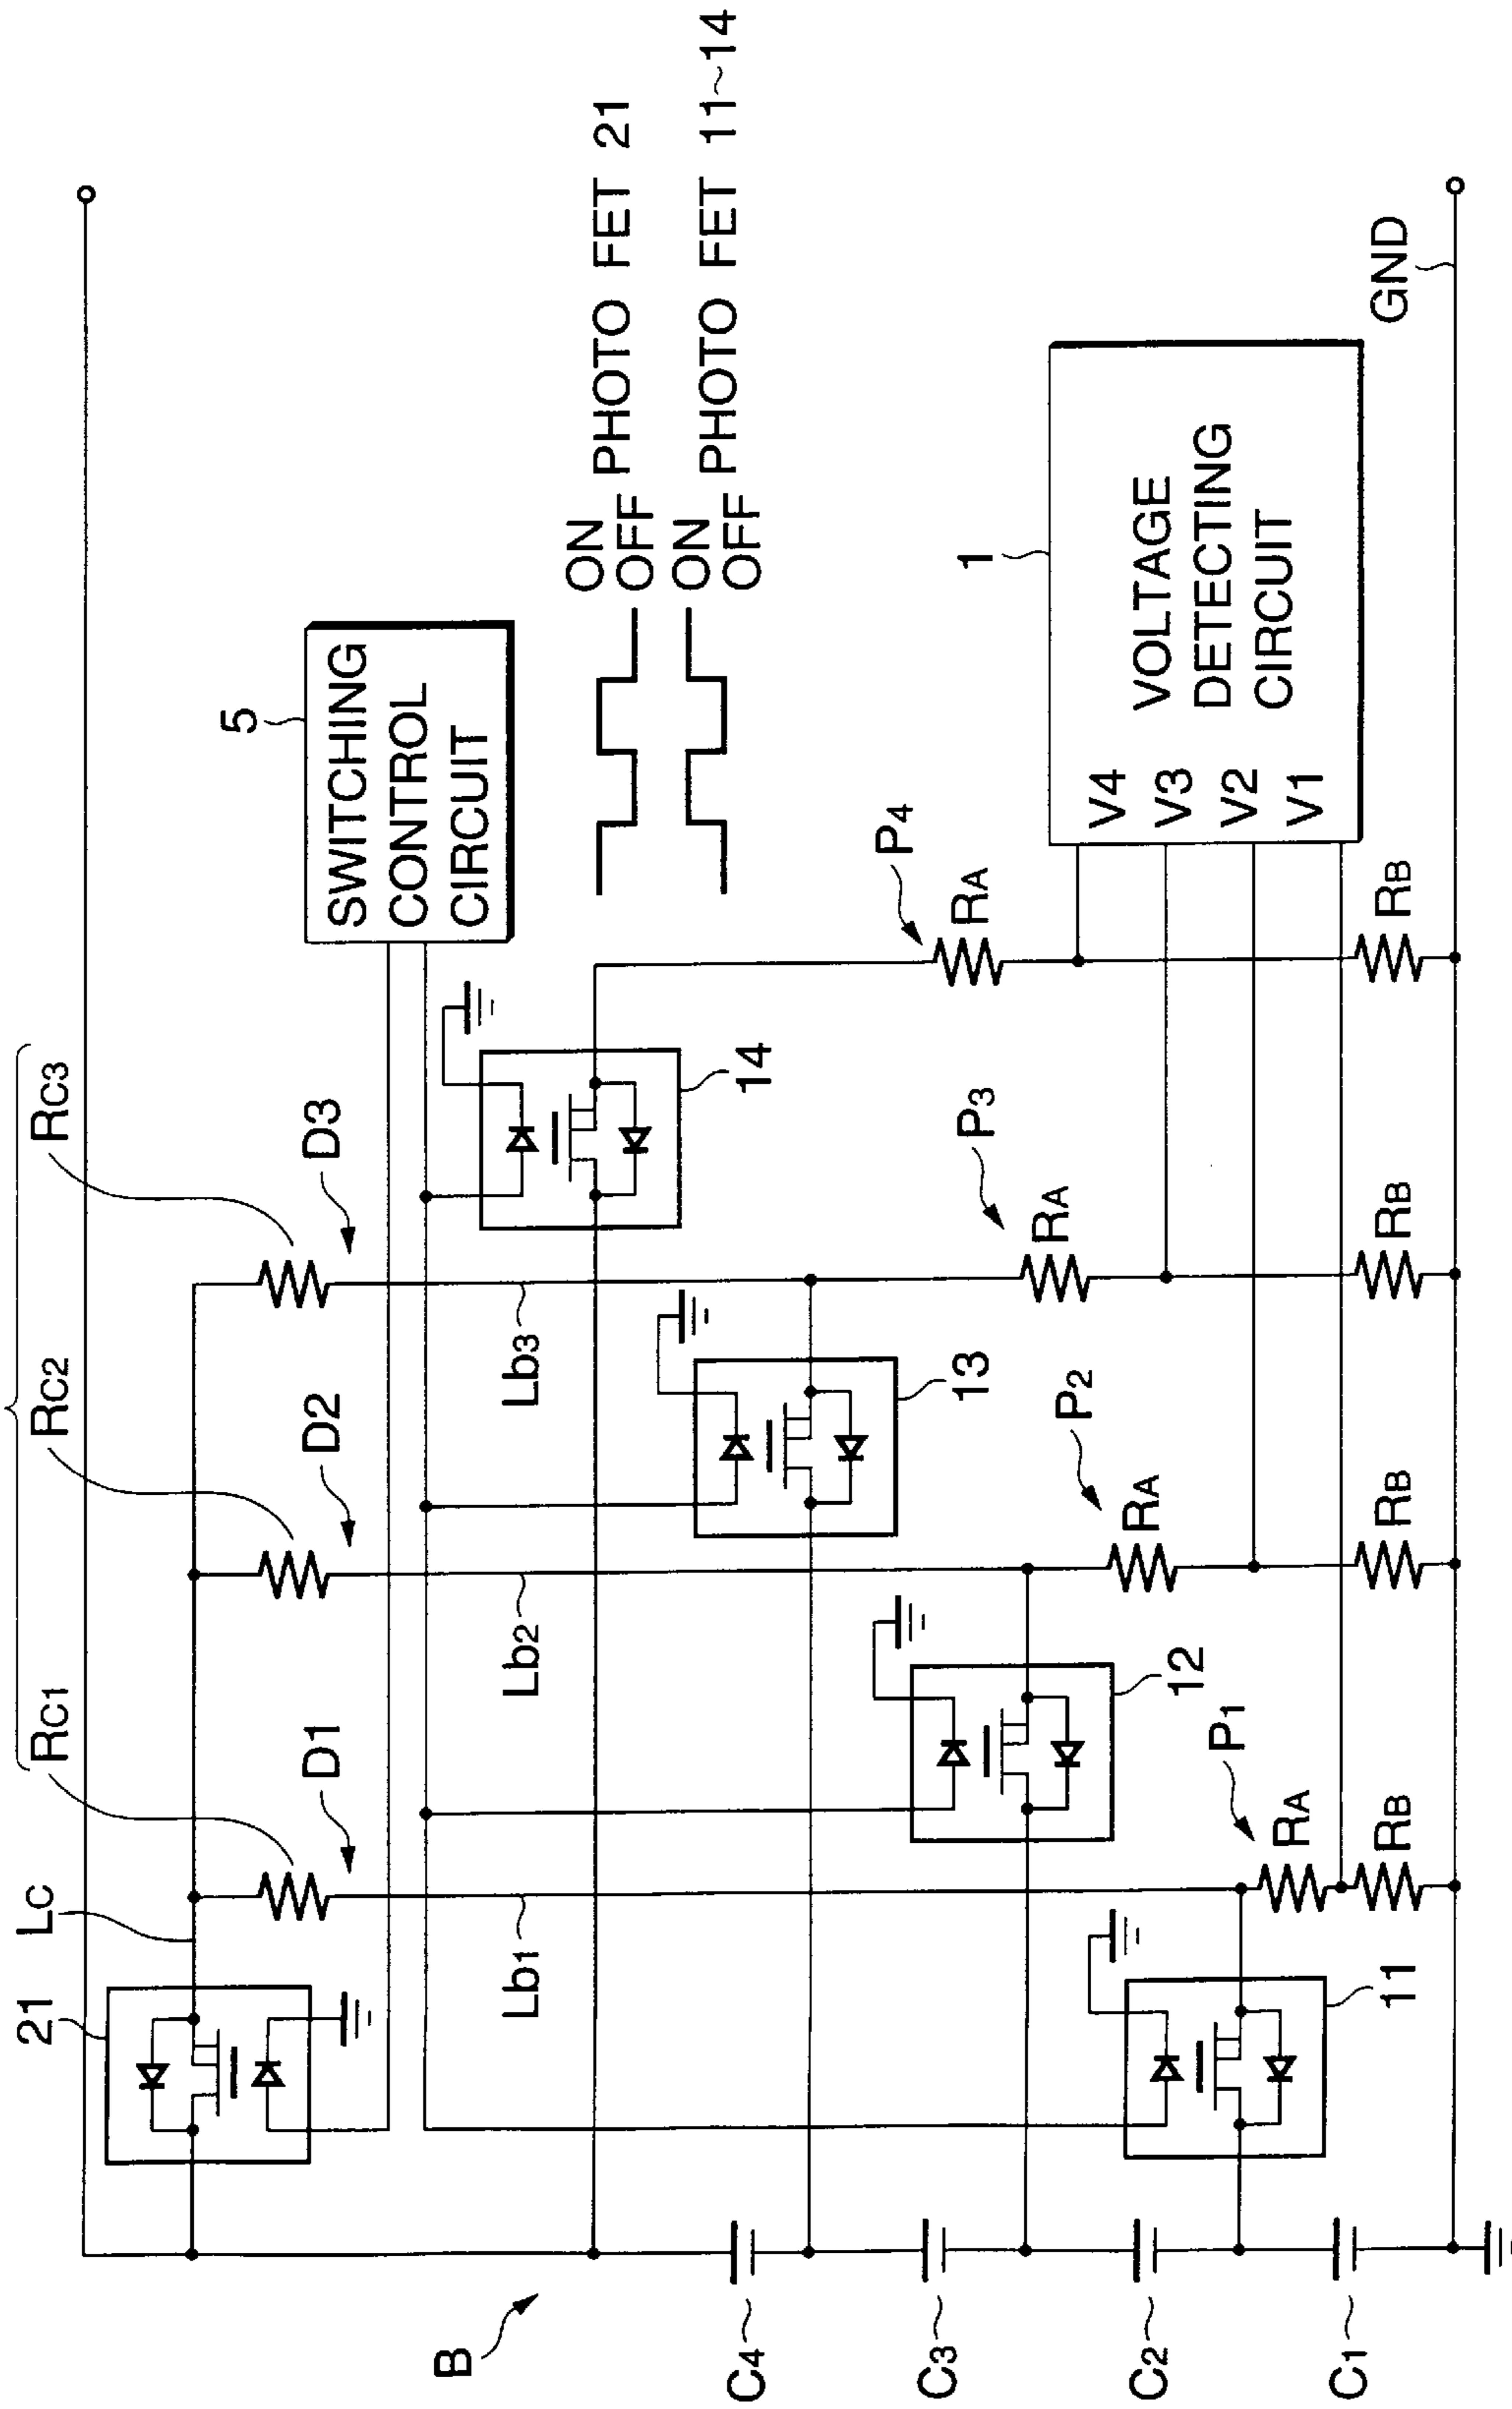 RC1 RC2 RC3
21
LC
D1
D2
D3
5
SWITCHING
CONTROL
CIRCUIT
Lb1
Lb2
Lb3
14
ON
OFF PHOTO FET 21
ON
OFF PHOTO FET 11~14
B
C4
C3
C2
C1
13
12
11
P1
P2
P3
P4
RA
RA
RA
RA
1
V4
V3
V2
V1
VOLTAGE
DETECTING
CIRCUIT
RB
RB
RB
RB
GND